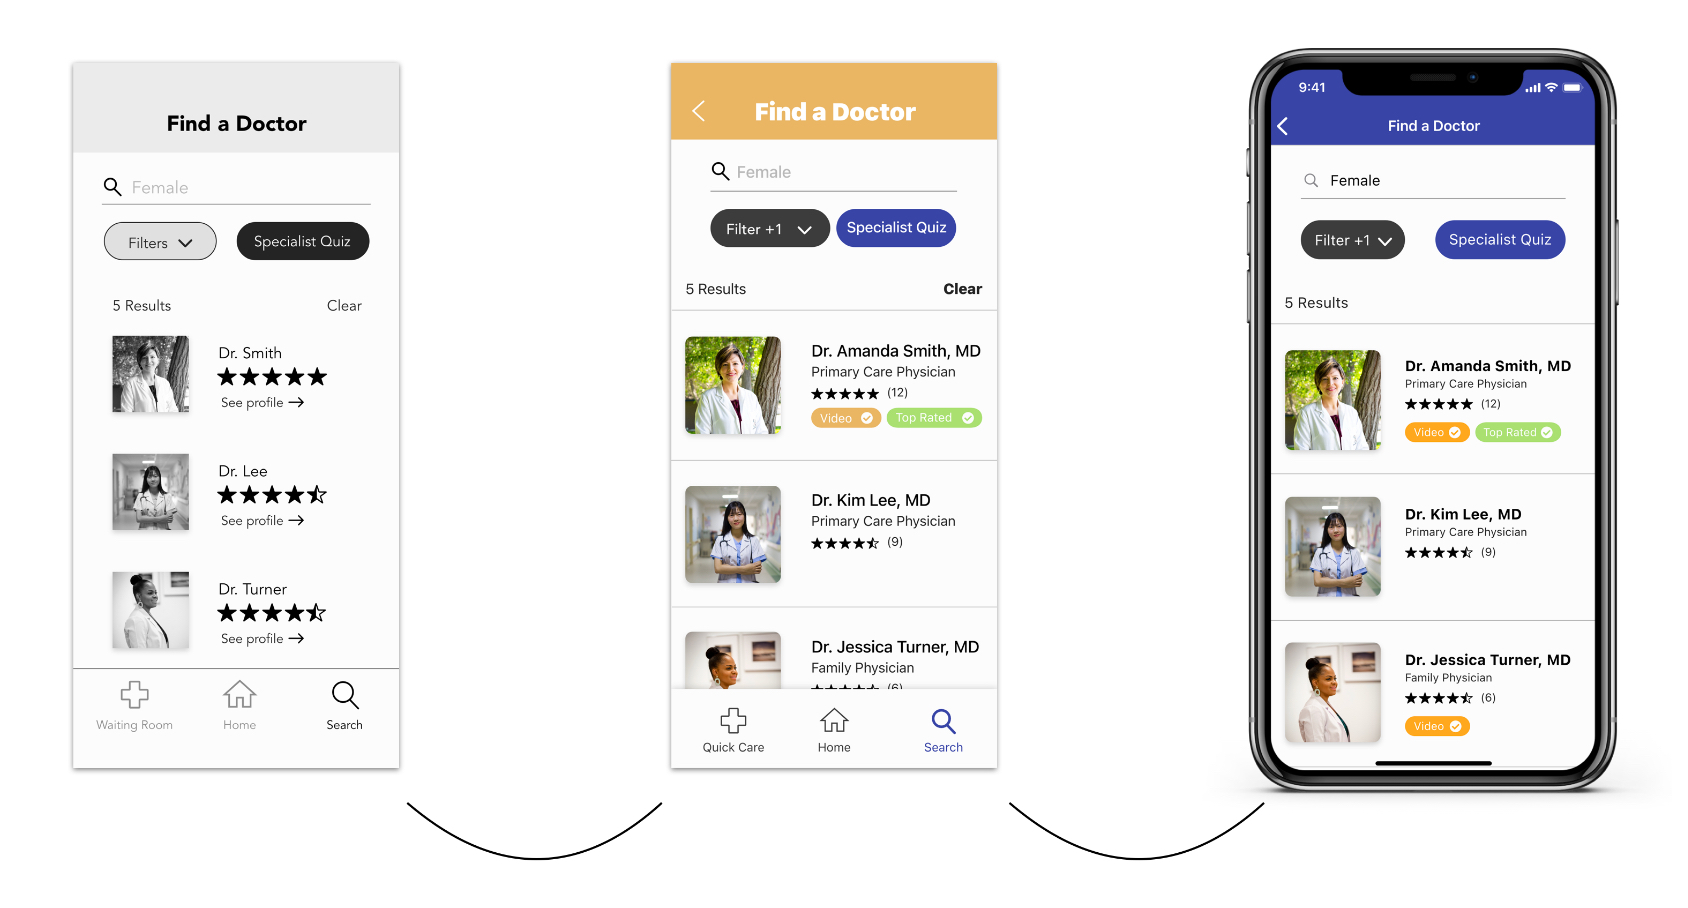 Find a Doctor
Female
Filters
Specialist Quiz
5 Results
Clear
Dr. Smith
See profile
Dr. Lee
See profile
Dr. Turner
See profile
Waiting Room
Home
Search
Find a Doctor
Female
Filter +1
Specialist Quiz
5 Results
Clear
Dr. Amanda Smith, MD
Primary Care Physician
(12)
Video
Top Rated
Dr. Kim Lee, MD
Primary Care Physician
(9)
Dr. Jessica Turner, MD
Family Physician
(6)
Quick Care
Home
Search
9:41
Find a Doctor
Female
Filter +1
Specialist Quiz
5 Results
Dr. Amanda Smith, MD
Primary Care Physician
(12)
Video
Top Rated
Dr. Kim Lee, MD
Primary Care Physician
(9)
Dr. Jessica Turner, MD
Family Physician
(6)
Video